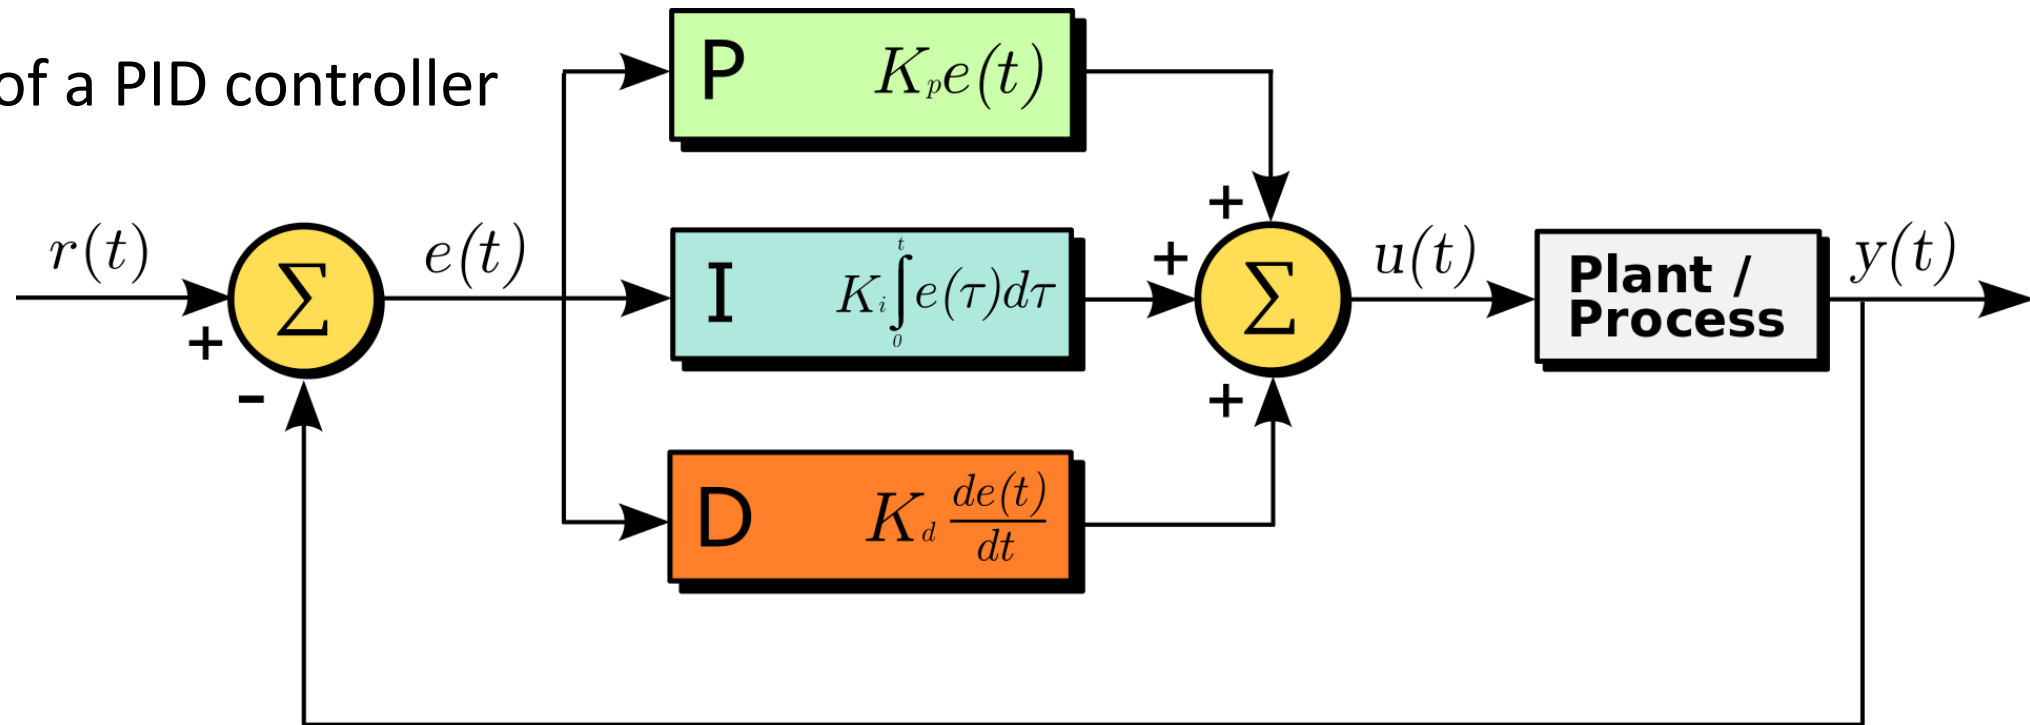 of a PID controller
P K_p e(t)
+
r(t) Σ e(t) I K_i ∫_0^t e(τ)dτ + Σ u(t) Plant / Process y(t)
+
-
+
D K_d de(t)/dt